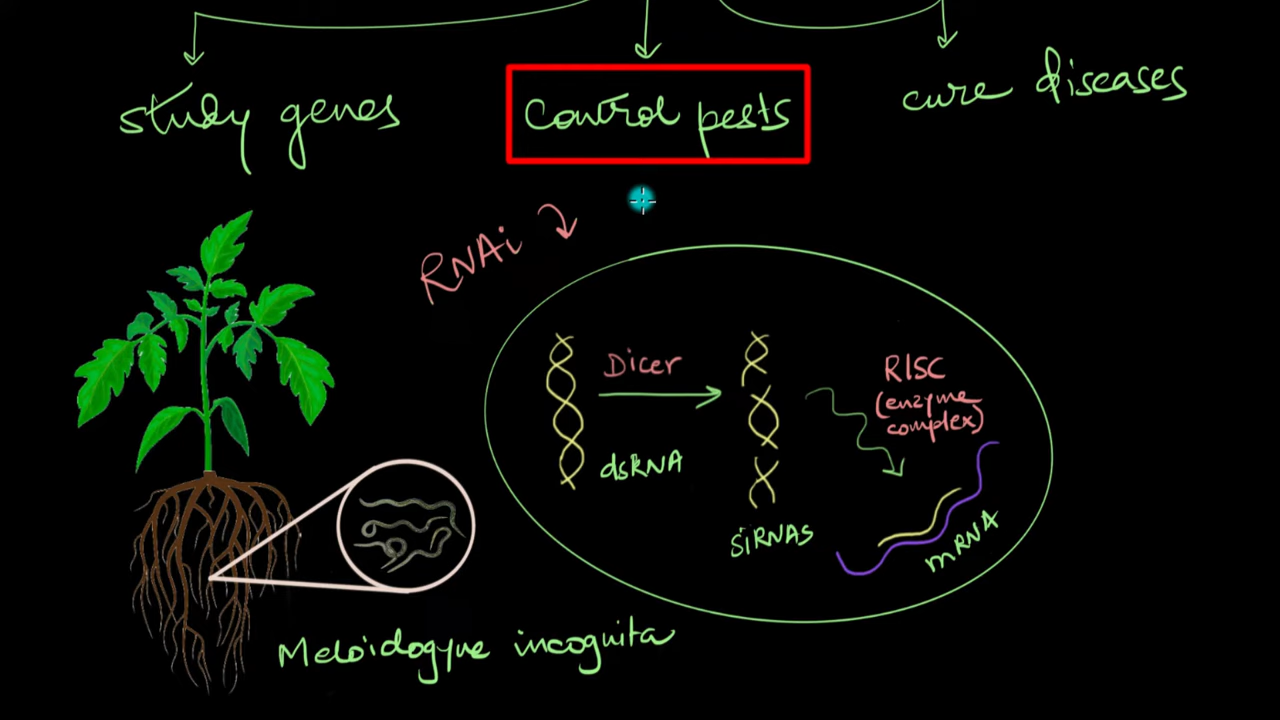 study genes
control pests
cure diseases
RNAi
Dicer
RISC
(enzyme
complex)
dsRNA
siRNAS
mRNA
Meloidogyne incognita